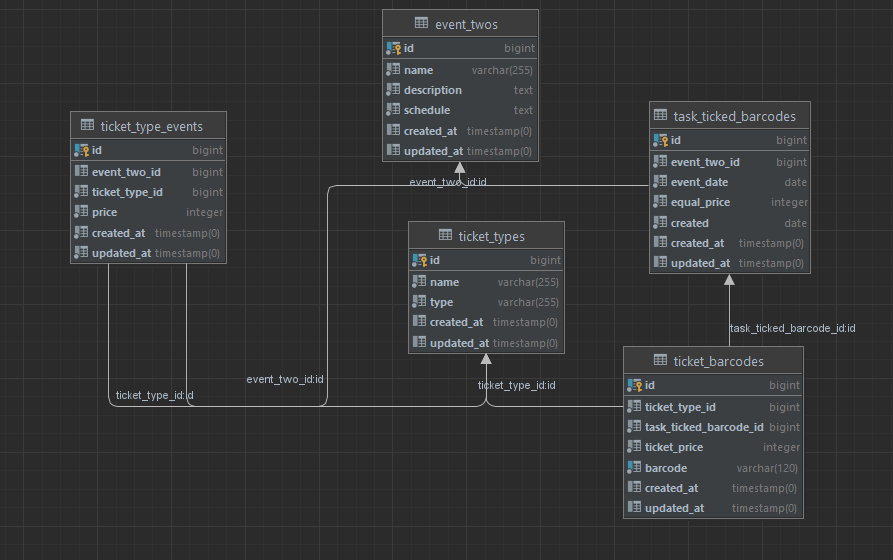 event_twos
id bigint
name varchar(255)
description text
schedule text
created_at timestamp(0)
updated_at timestamp(0)
ticket_type_events
id bigint
event_two_id bigint
ticket_type_id bigint
price integer
created_at timestamp(0)
updated_at timestamp(0)
task_ticked_barcodes
id bigint
event_two_id bigint
event_date date
equal_price integer
created date
created_at timestamp(0)
updated_at timestamp(0)
event_two_id:id
ticket_types
id bigint
name varchar(255)
type varchar(255)
created_at timestamp(0)
updated_at timestamp(0)
task_ticked_barcode_id:id
ticket_barcodes
id bigint
ticket_type_id bigint
task_ticked_barcode_id bigint
ticket_price integer
barcode varchar(120)
created_at timestamp(0)
updated_at timestamp(0)
event_two_id:id
ticket_type_id:id
ticket_type_id:id